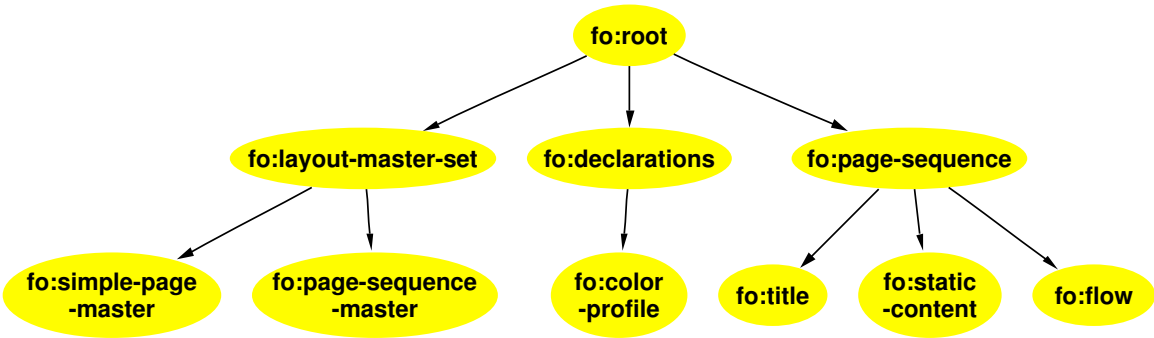 fo:root
fo:layout-master-set
fo:declarations
fo:page-sequence
fo:simple-page
-master
fo:page-sequence
-master
fo:color
-profile
fo:title
fo:static
-content
fo:flow